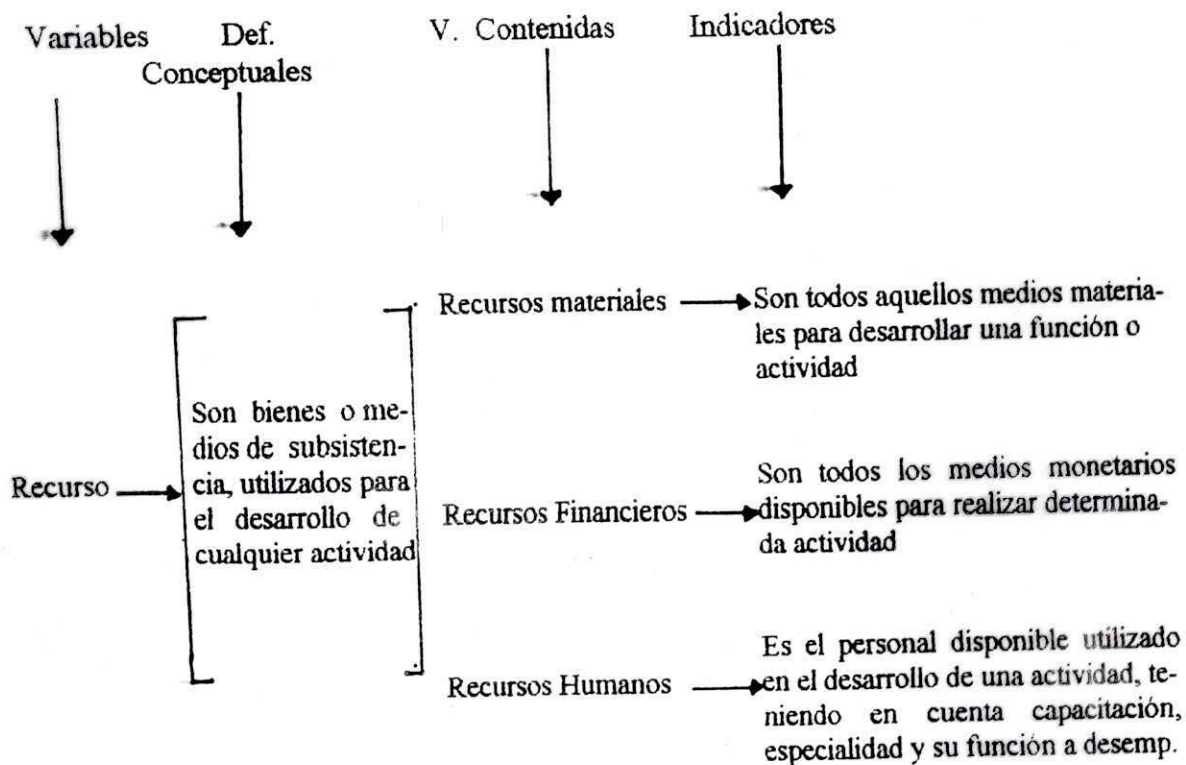 Variables Def. Conceptuales V. Contenidas Indicadores
Recurso
Son bienes o me-
dios de subsisten-
cia, utilizados para
el desarrollo de
cualquier actividad
Recursos materiales
Son todos aquellos medios materia-
les para desarrollar una función o
actividad
Recursos Financieros
Son todos los medios monetarios
disponibles para realizar determina-
da actividad
Recursos Humanos
Es el personal disponible utilizado
en el desarrollo de una actividad, te-
niendo en cuenta capacitación,
especialidad y su función a desemp.